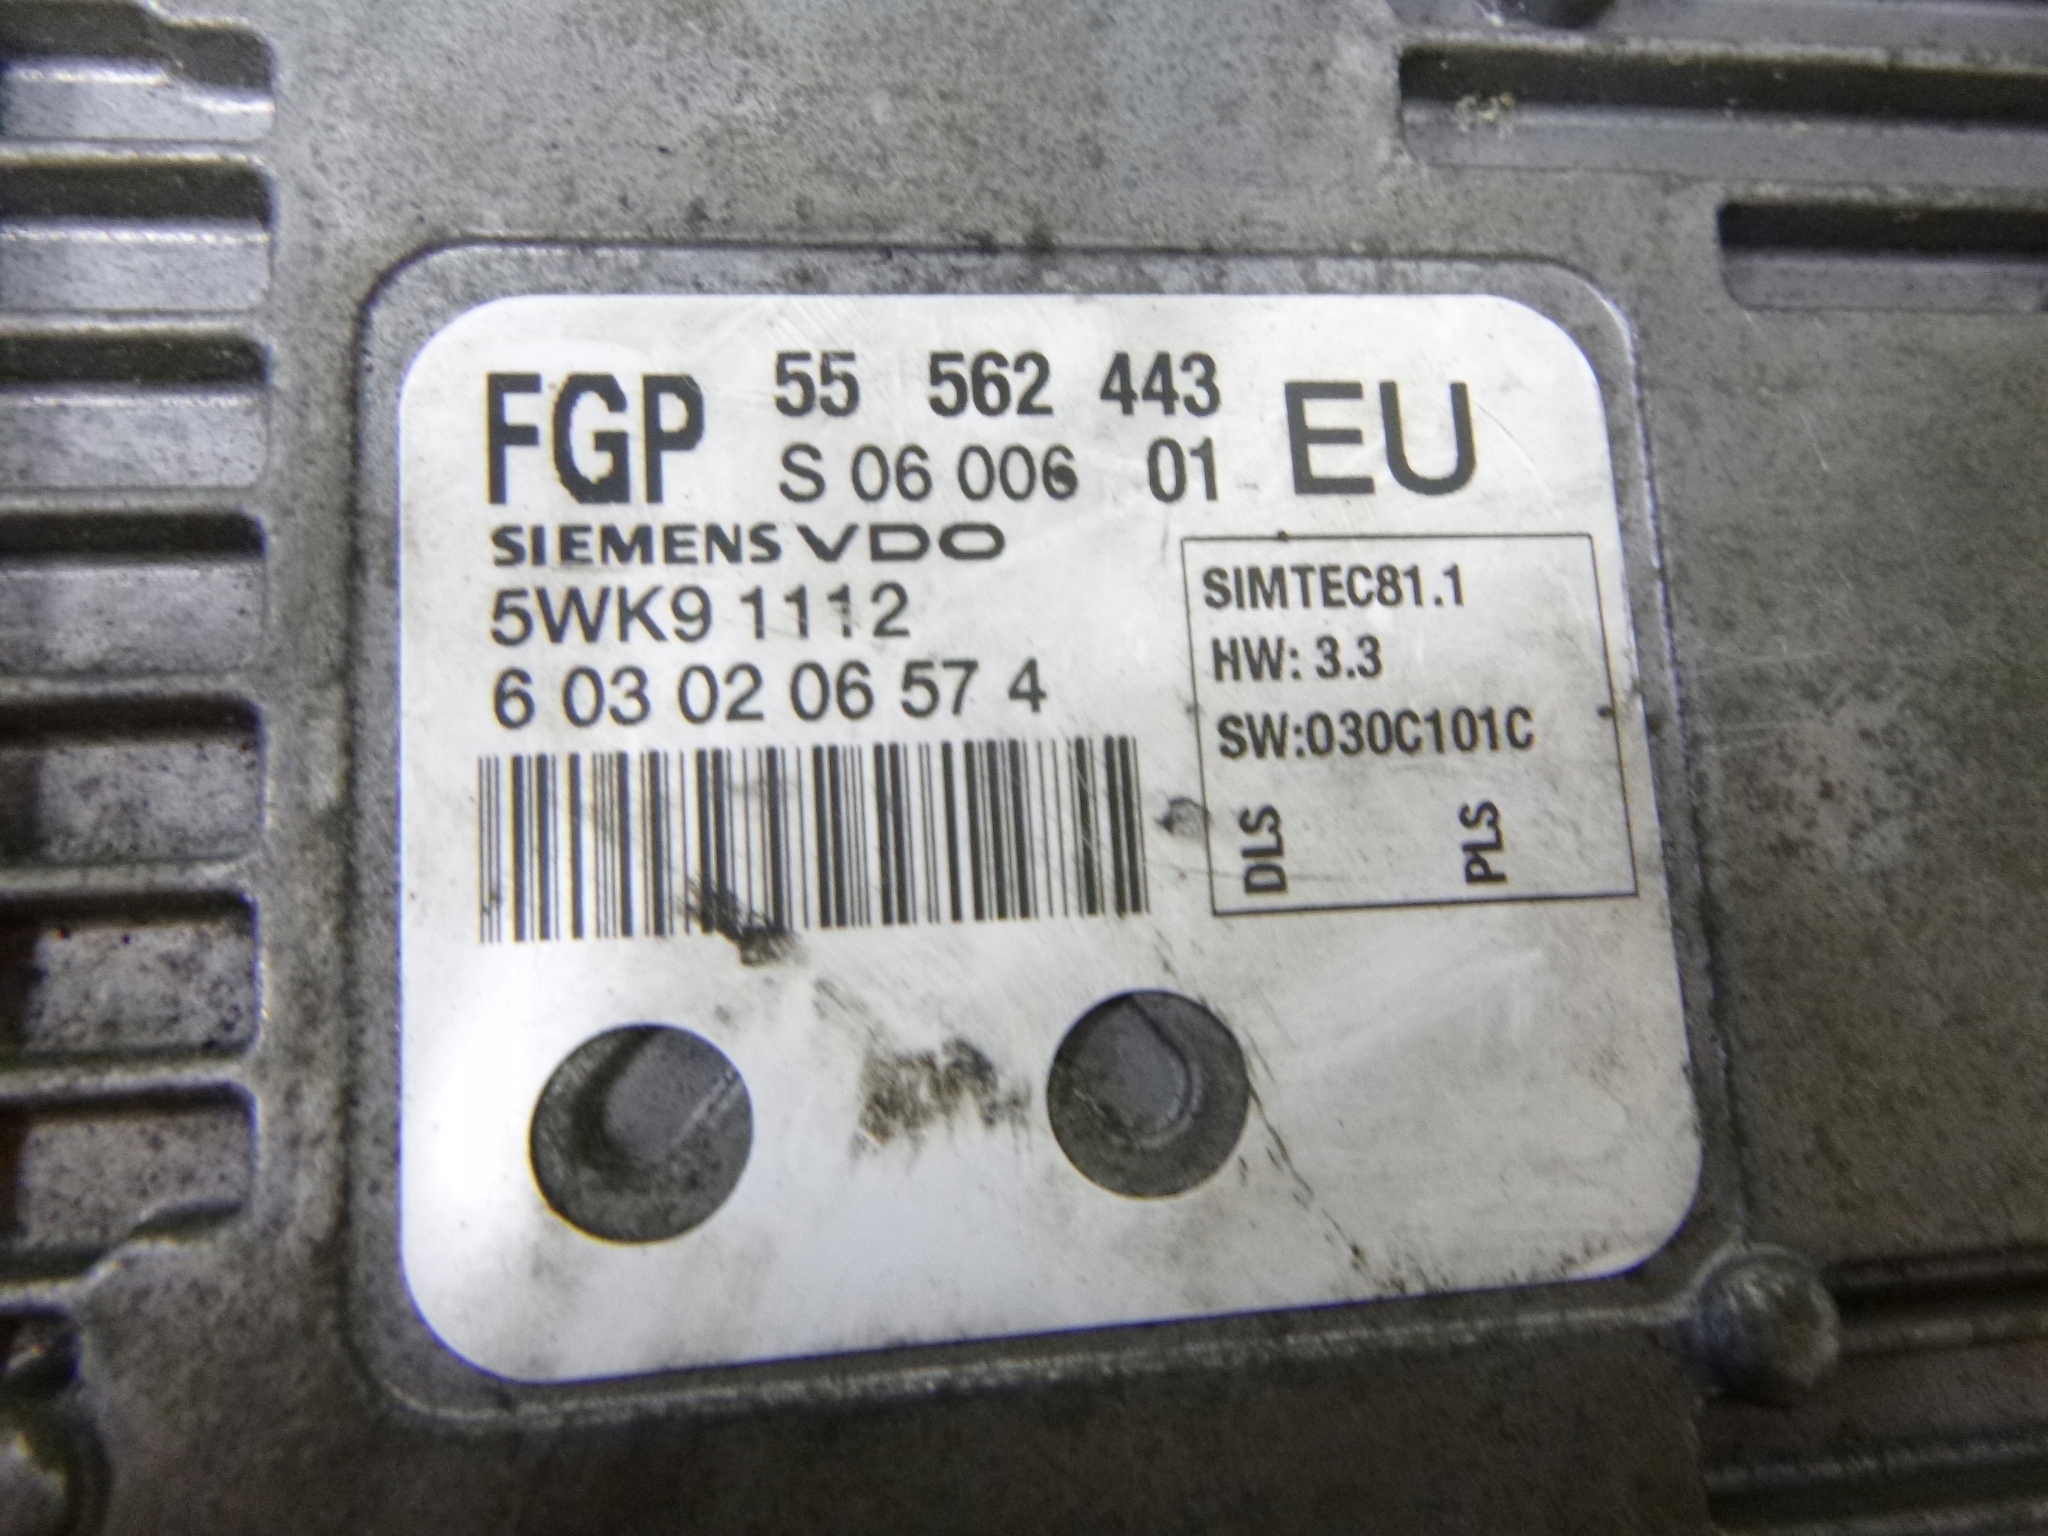 FGP 55 562 443 EU
S 06 006 01
SIEMENS VDO
5WK9 1112
6 03 02 06 57 4
SIMTEC81.1
HW: 3.3
SW:030C101C
DLS PLS